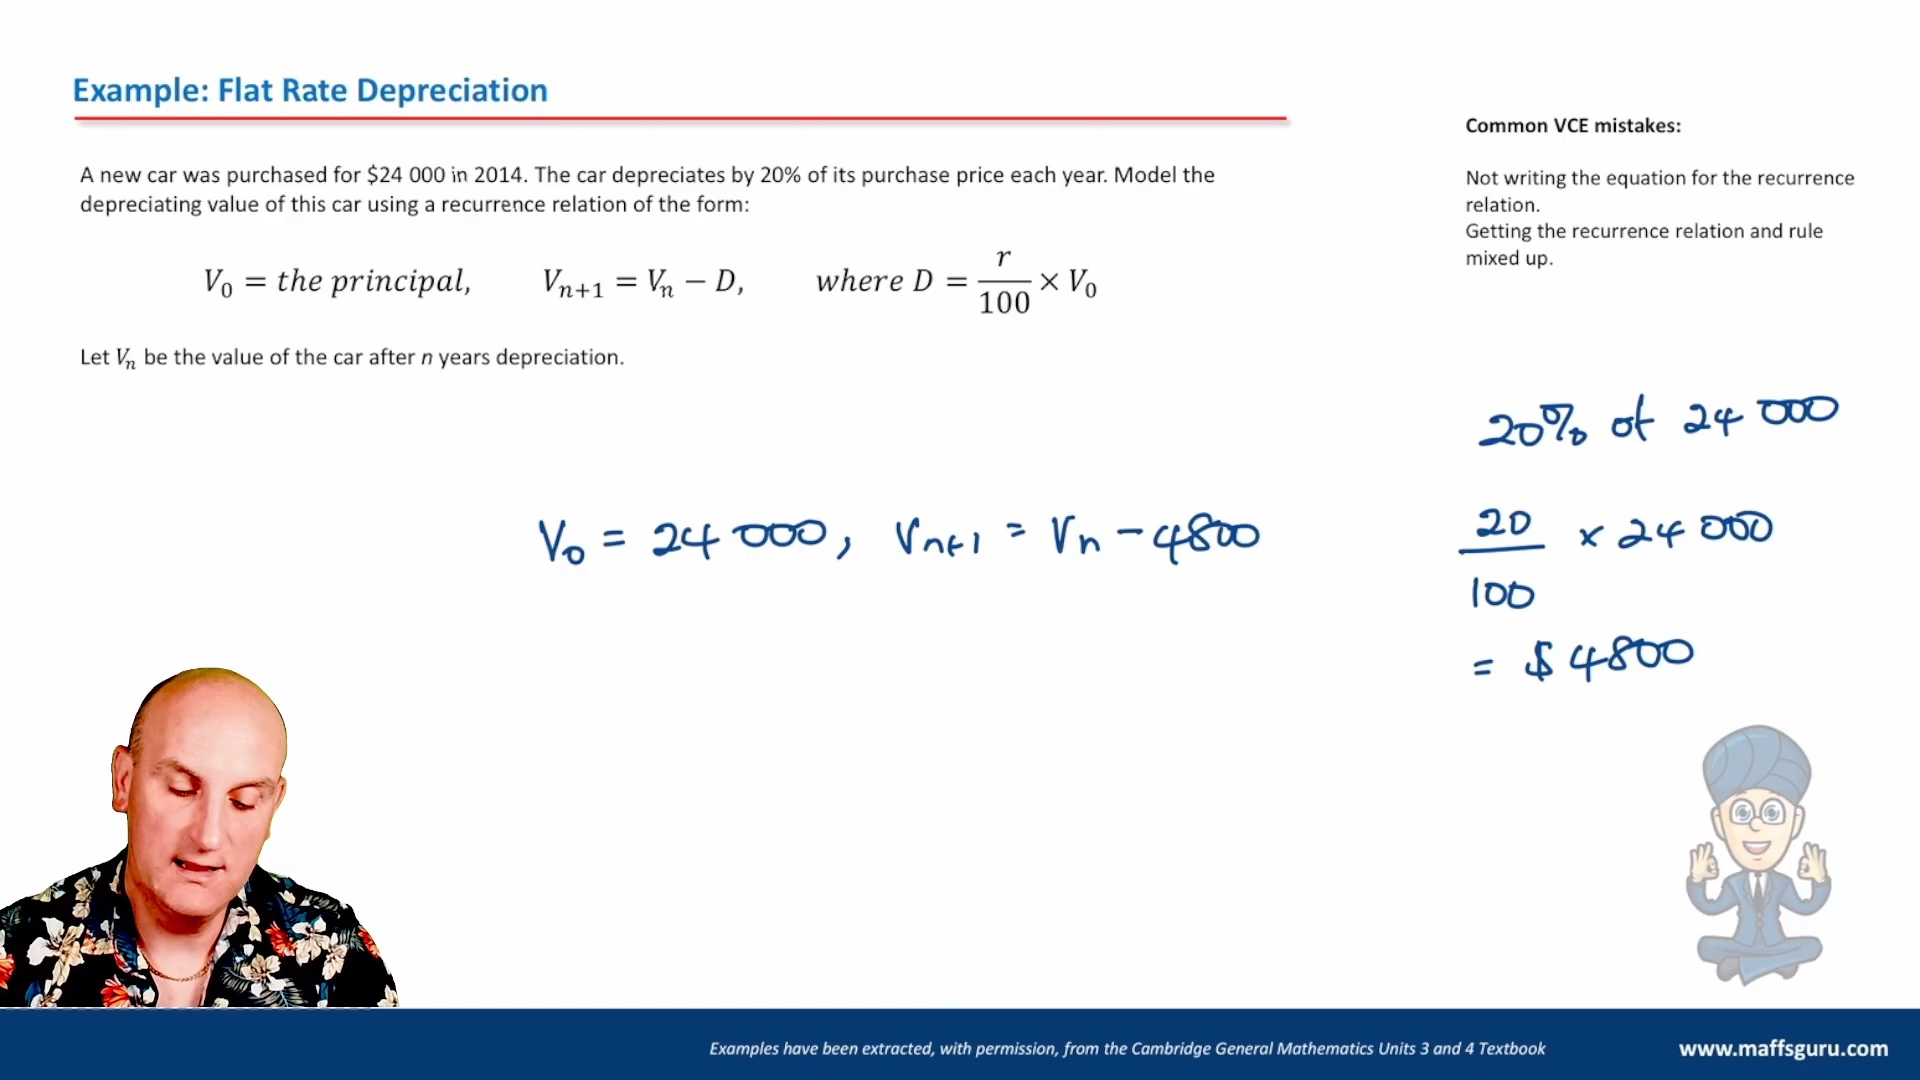 Example: Flat Rate Depreciation
A new car was purchased for $24 000 in 2014. The car depreciates by 20% of its purchase price each year. Model the
depreciating value of this car using a recurrence relation of the form:
V₀ = the principal, Vₙ₊₁ = Vₙ − D, where D = r/100 × V₀
Let Vₙ be the value of the car after n years depreciation.
V₀ = 24 000, Vₙ₊₁ = Vₙ − 4800
Common VCE mistakes:
Not writing the equation for the recurrence
relation.
Getting the recurrence relation and rule
mixed up.
20% of 24 000
20/100 × 24 000
= $4800
Examples have been extracted, with permission, from the Cambridge General Mathematics Units 3 and 4 Textbook
www.maffsguru.com